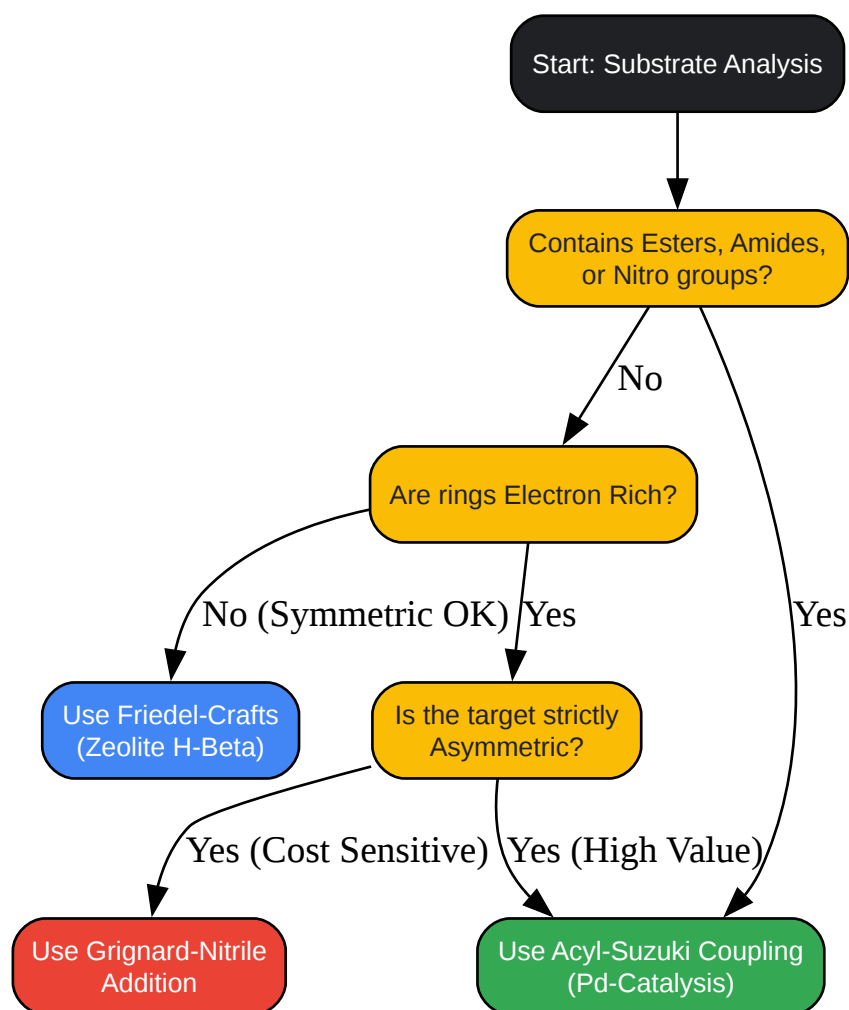 Start: Substrate Analysis
Contains Esters, Amides,
or Nitro groups?
No
Are rings Electron Rich?
No (Symmetric OK)
Yes
Yes
Use Friedel-Crafts
(Zeolite H-Beta)
Is the target strictly
Asymmetric?
Yes (Cost Sensitive)
Yes (High Value)
Use Grignard-Nitrile
Addition
Use Acyl-Suzuki Coupling
(Pd-Catalysis)